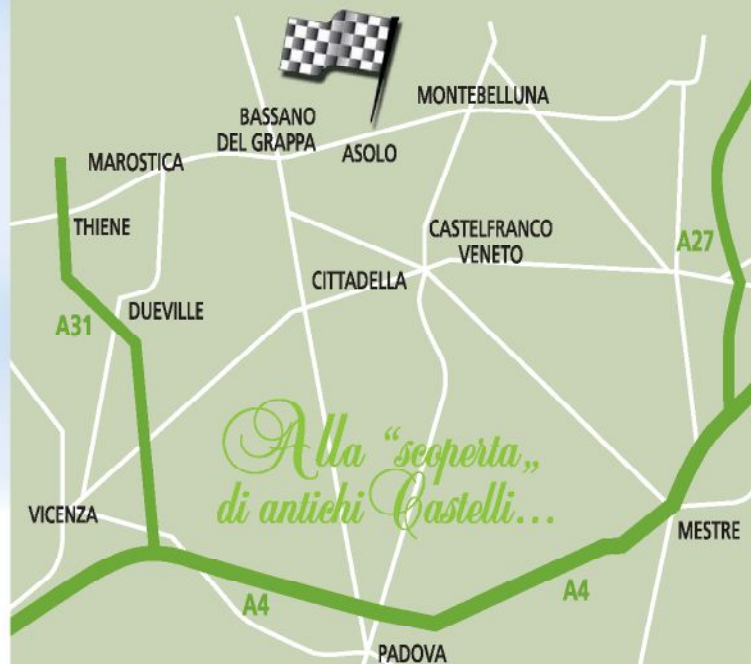 MONTEBELLUNA
BASSANO
DEL GRAPPA
ASOLO
MAROSTICA
THIENE
CASTELFRANCO
VENETO
A27
CITTADELLA
DUEVILLE
A31
Alla “scoperta„
di antichi Castelli...
VICENZA
MESTRE
A4
A4
PADOVA